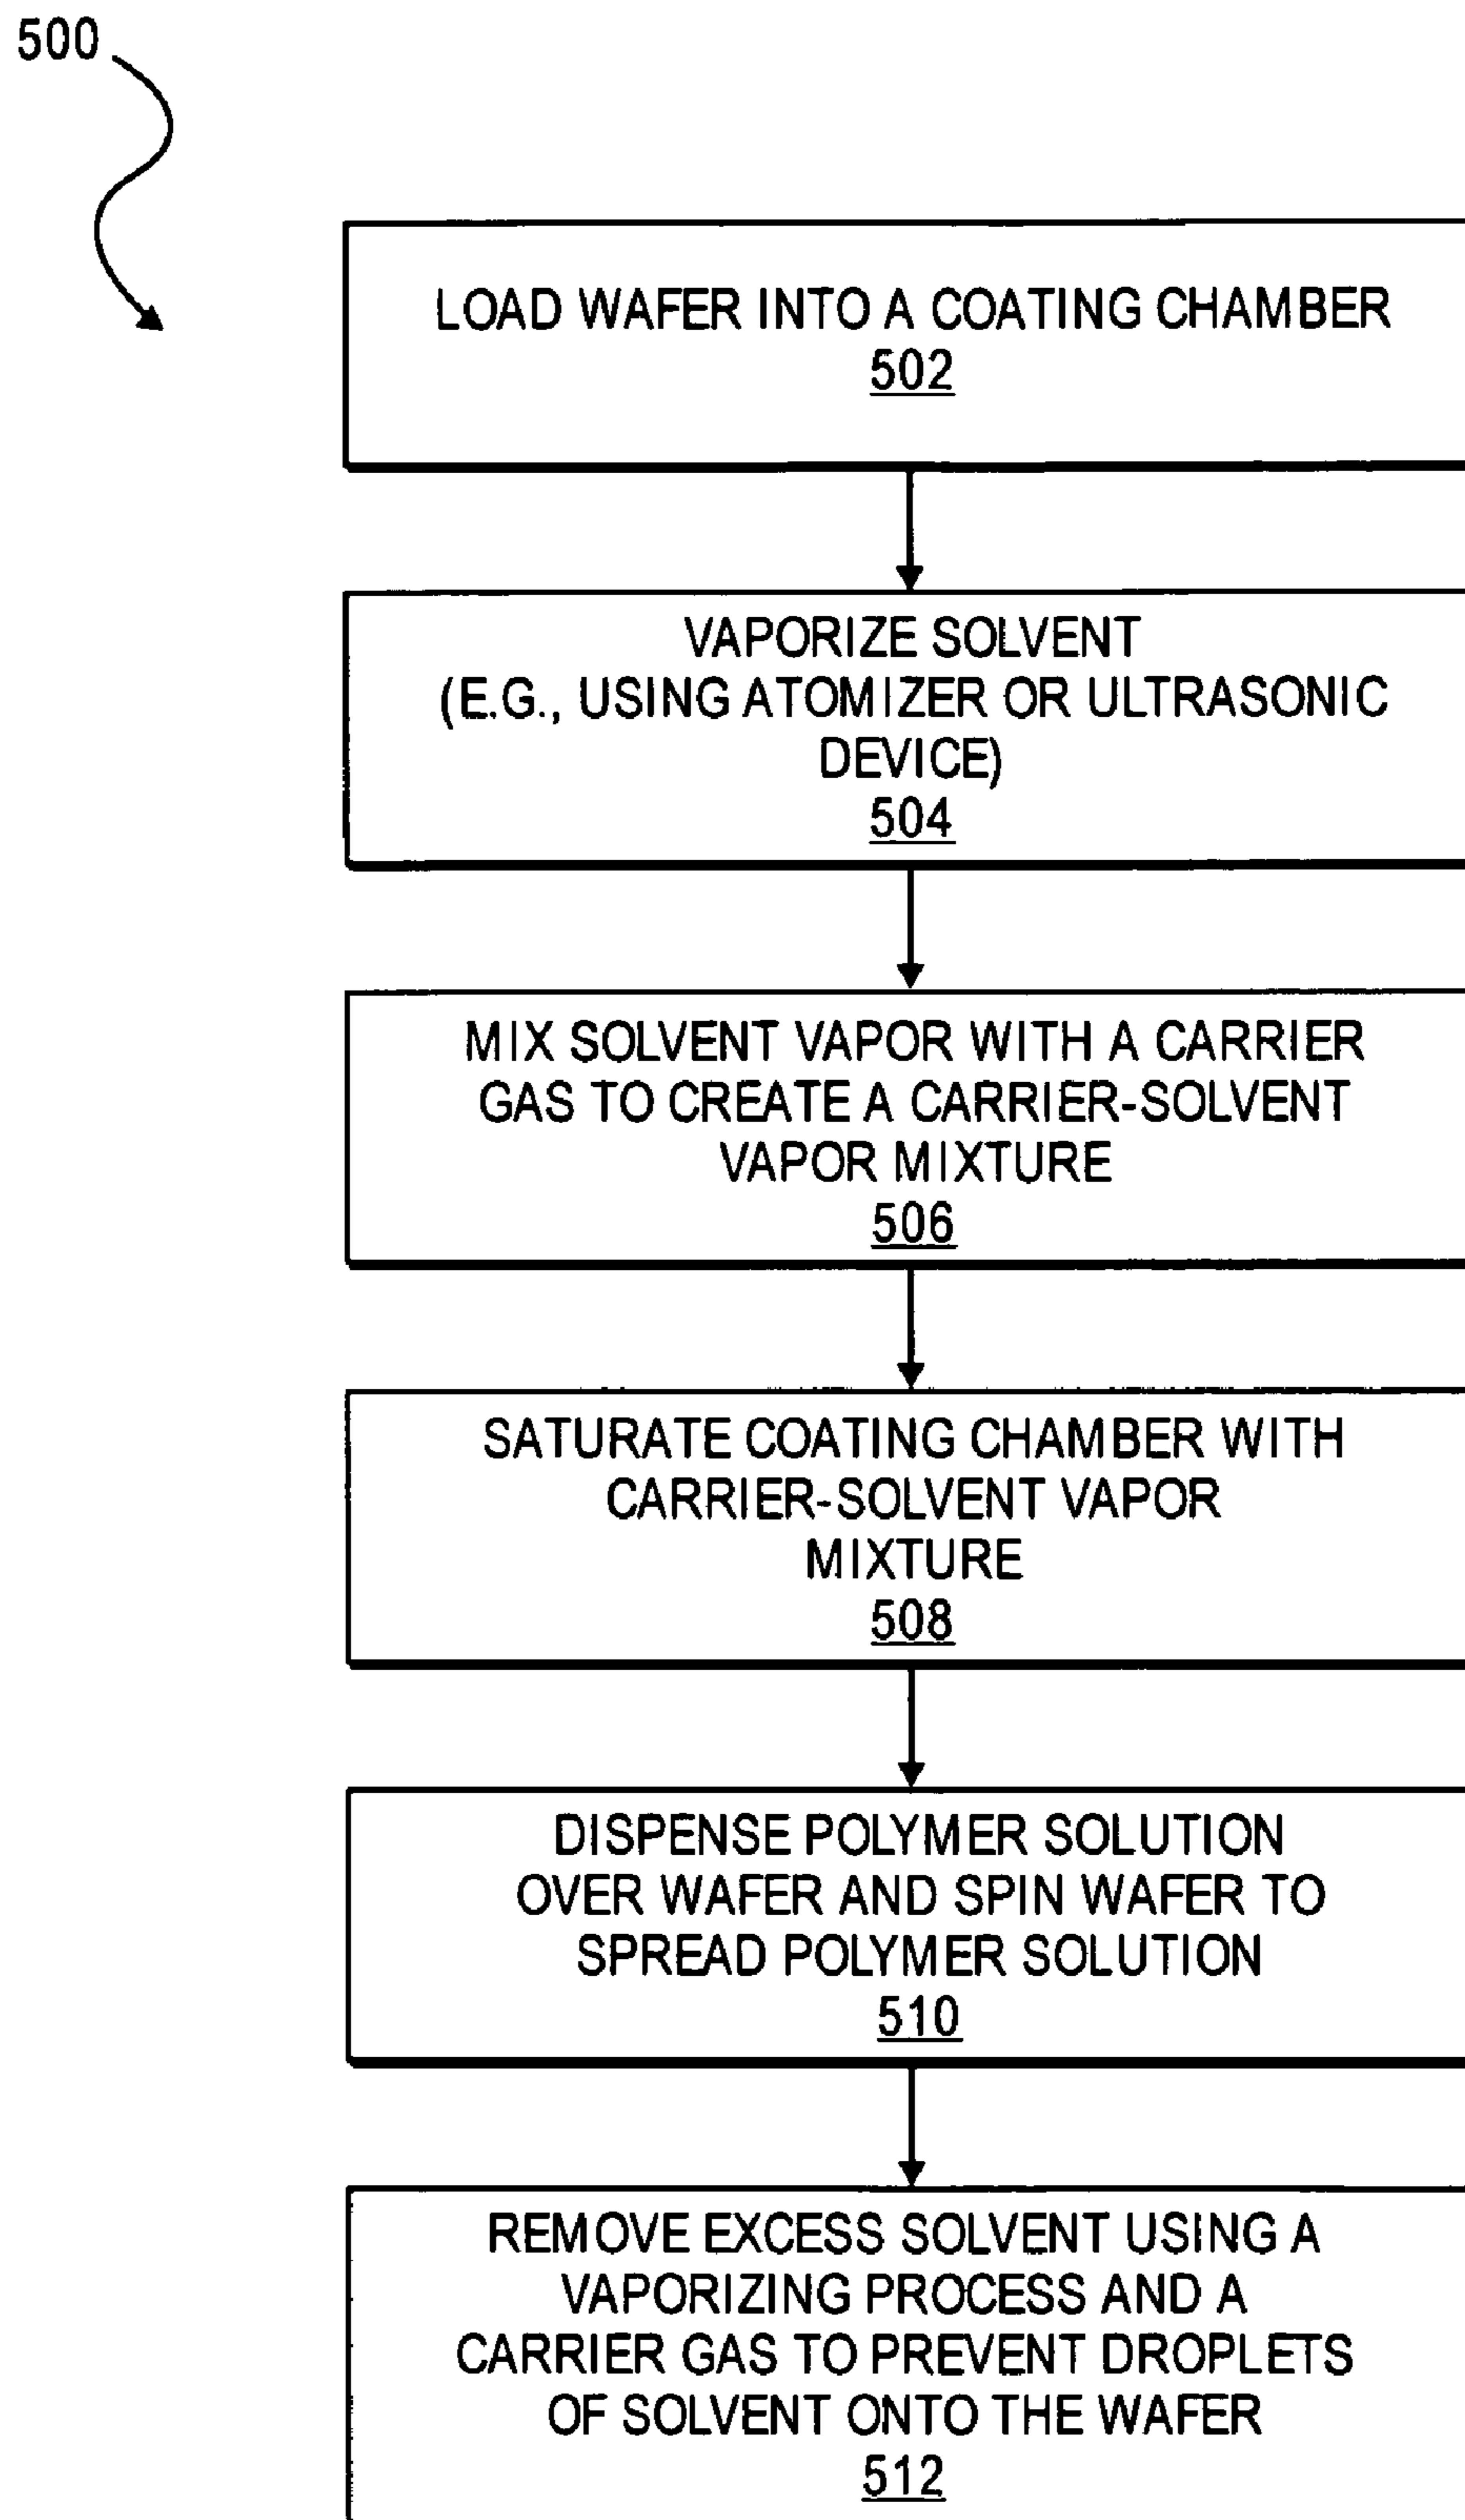 500
LOAD WAFER INTO A COATING CHAMBER
502
VAPORIZE SOLVENT
(E.G., USING ATOMIZER OR ULTRASONIC
DEVICE)
504
MIX SOLVENT VAPOR WITH A CARRIER
GAS TO CREATE A CARRIER-SOLVENT
VAPOR MIXTURE
506
SATURATE COATING CHAMBER WITH
CARRIER-SOLVENT VAPOR
MIXTURE
508
DISPENSE POLYMER SOLUTION
OVER WAFER AND SPIN WAFER TO
SPREAD POLYMER SOLUTION
510
REMOVE EXCESS SOLVENT USING A
VAPORIZING PROCESS AND A
CARRIER GAS TO PREVENT DROPLETS
OF SOLVENT ONTO THE WAFER
512